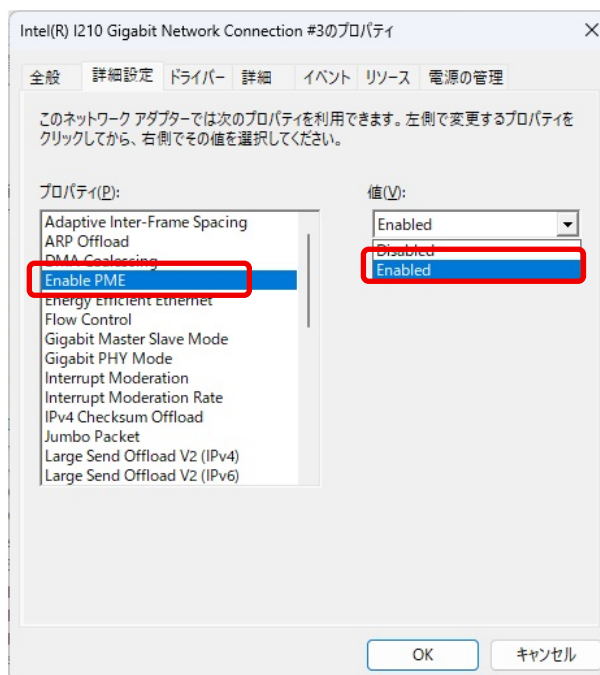 Intel(R) I210 Gigabit Network Connection #3のプロパティ
全般 詳細設定 ドライバー 詳細 イベント リソース 電源の管理
このネットワーク アダプターでは次のプロパティを利用できます。左側で変更するプロパティを
クリックしてから、右側でその値を選択してください。
プロパティ(P):
値(V):
Adaptive Inter-Frame Spacing
ARP Offload
DMA Coalescing
Enable PME
Energy Efficient Ethernet
Flow Control
Gigabit Master Slave Mode
Gigabit PHY Mode
Interrupt Moderation
Interrupt Moderation Rate
IPv4 Checksum Offload
Jumbo Packet
Large Send Offload V2 (IPv4)
Large Send Offload V2 (IPv6)
Enabled
Disabled
Enabled
OK
キャンセル